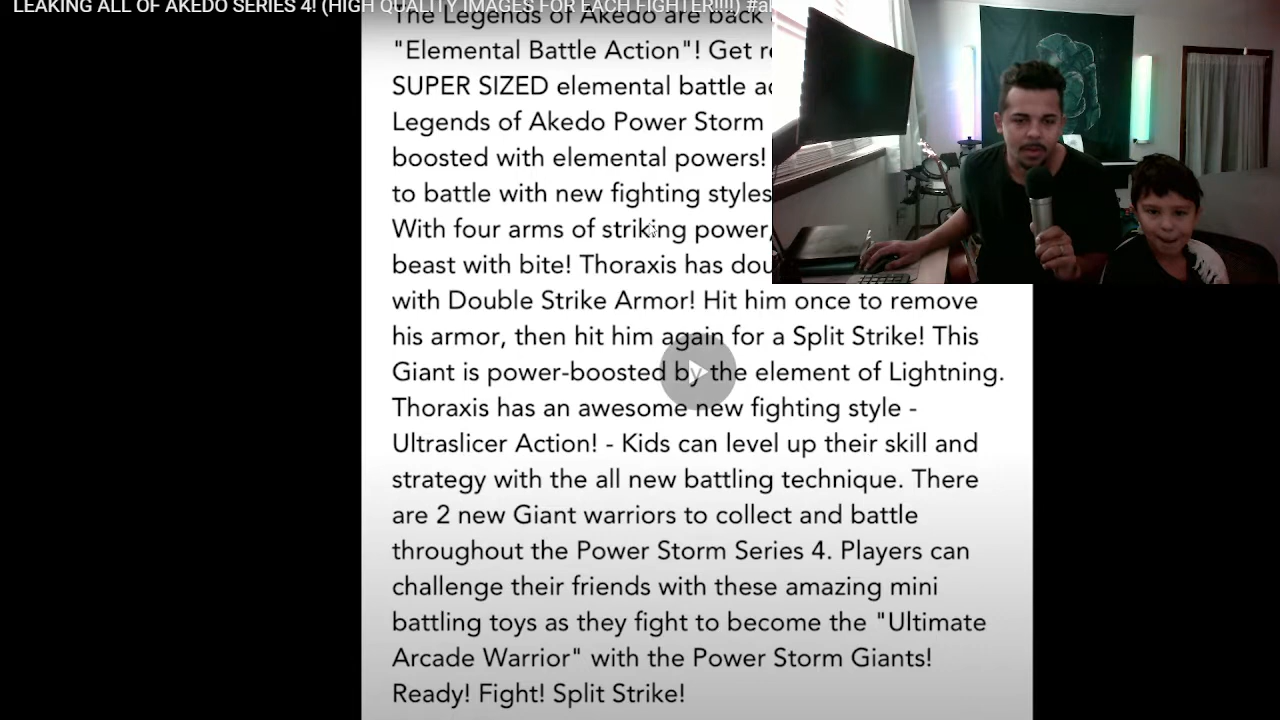 LEAKING ALL OF AKEDO SERIES 4! (HIGH QUALITY IMAGES FOR EACH FIGHTER!!!!) 
The Legends of Akedo are back
"Elemental Battle Action"! Get
SUPER SIZED elemental battle
Legends of Akedo Power Storm
boosted with elemental powers!
to battle with new fighting styles
With four arms of striking power,
beast with bite! Thoraxis has
with Double Strike Armor! Hit him once to remove
his armor, then hit him again for a Split Strike! This
Giant is power-boosted by the element of Lightning.
Thoraxis has an awesome new fighting style -
Ultraslicer Action! - Kids can level up their skill and
strategy with the all new battling technique. There
are 2 new Giant warriors to collect and battle
throughout the Power Storm Series 4. Players can
challenge their friends with these amazing mini
battling toys as they fight to become the "Ultimate
Arcade Warrior" with the Power Storm Giants!
Ready! Fight! Split Strike!